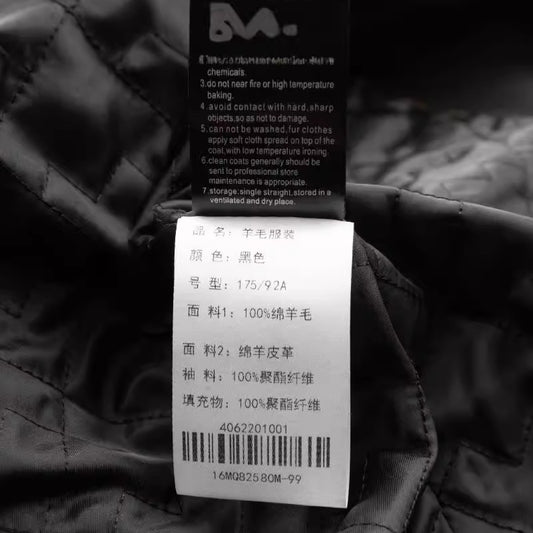 chemicals.
3.do not near fire or high temperature
baking.
4.avoid contact with hard,sharp
objects,so as not to damage.
5.can not be washed,fur clothes
apply soft cloth spread on top of the
coat,with low temperature ironing.
6.clean coats generally should be
sent to professional store
maintenance is appropriate.
7.storage:single straight,stored in a
ventilated and dry place.
品 名: 羊毛服装
颜 色: 黑色
号 型: 175/92A
面 料1: 100%绵羊毛
面 料2: 绵羊皮革
袖 料: 100%聚酯纤维
填充物: 100%聚酯纤维
4062201001
16MQ82580M-99